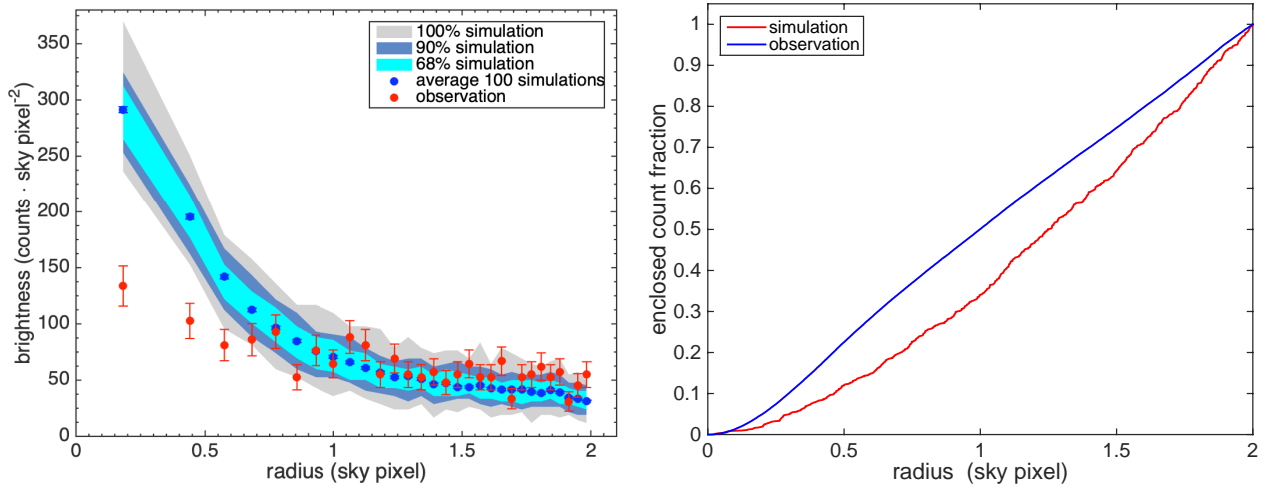 350
300
250
200
150
100
50
0
brightness (counts · sky pixel⁻²)
100% simulation
90% simulation
68% simulation
average 100 simulations
observation
0
0.5
1
1.5
2
radius (sky pixel)
1
0.9
0.8
0.7
0.6
0.5
0.4
0.3
0.2
0.1
0
enclosed count fraction
simulation
observation
0
0.5
1
1.5
2
radius (sky pixel)